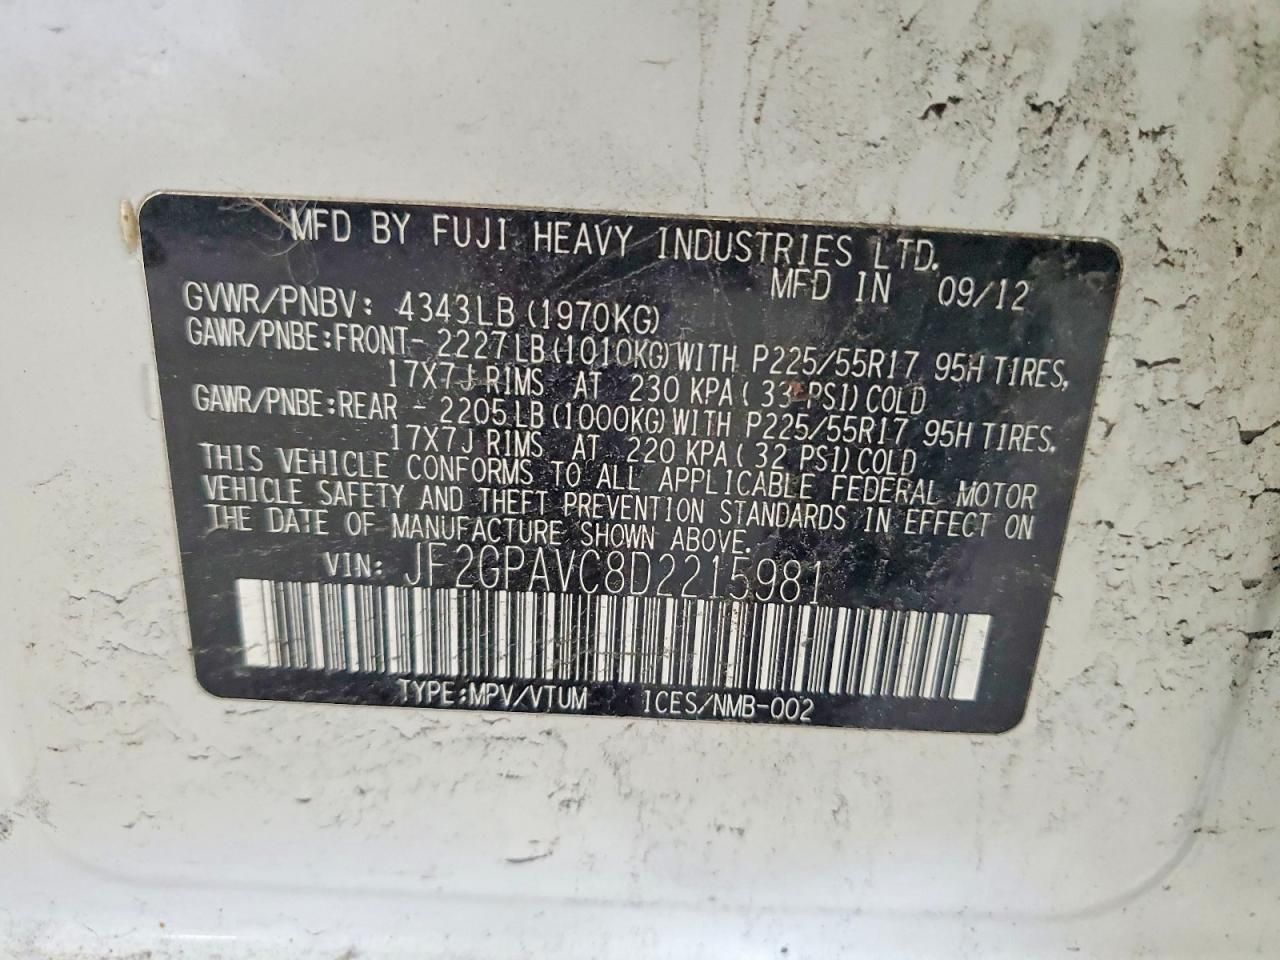 MFD BY FUJI HEAVY INDUSTRIES LTD.
MFD IN 09/12
GVWR/PNBV: 4343LB(1970KG)
GAWR/PNBE:FRONT- 2227LB(1010KG)WITH P225/55R17 95H TIRES,
17X7J RIMS AT 230 KPA(33 PSI)COLD
GAWR/PNBE:REAR - 2205LB(1000KG)WITH P225/55R17 95H TIRES,
17X7J RIMS AT 220 KPA(32 PSI)COLD
THIS VEHICLE CONFORMS TO ALL APPLICABLE FEDERAL MOTOR
VEHICLE SAFETY AND THEFT PREVENTION STANDARDS IN EFFECT ON
THE DATE OF MANUFACTURE SHOWN ABOVE.
VIN: JF2GPAVC8D2215981
TYPE:MPV/VTUM ICES/NMB-002